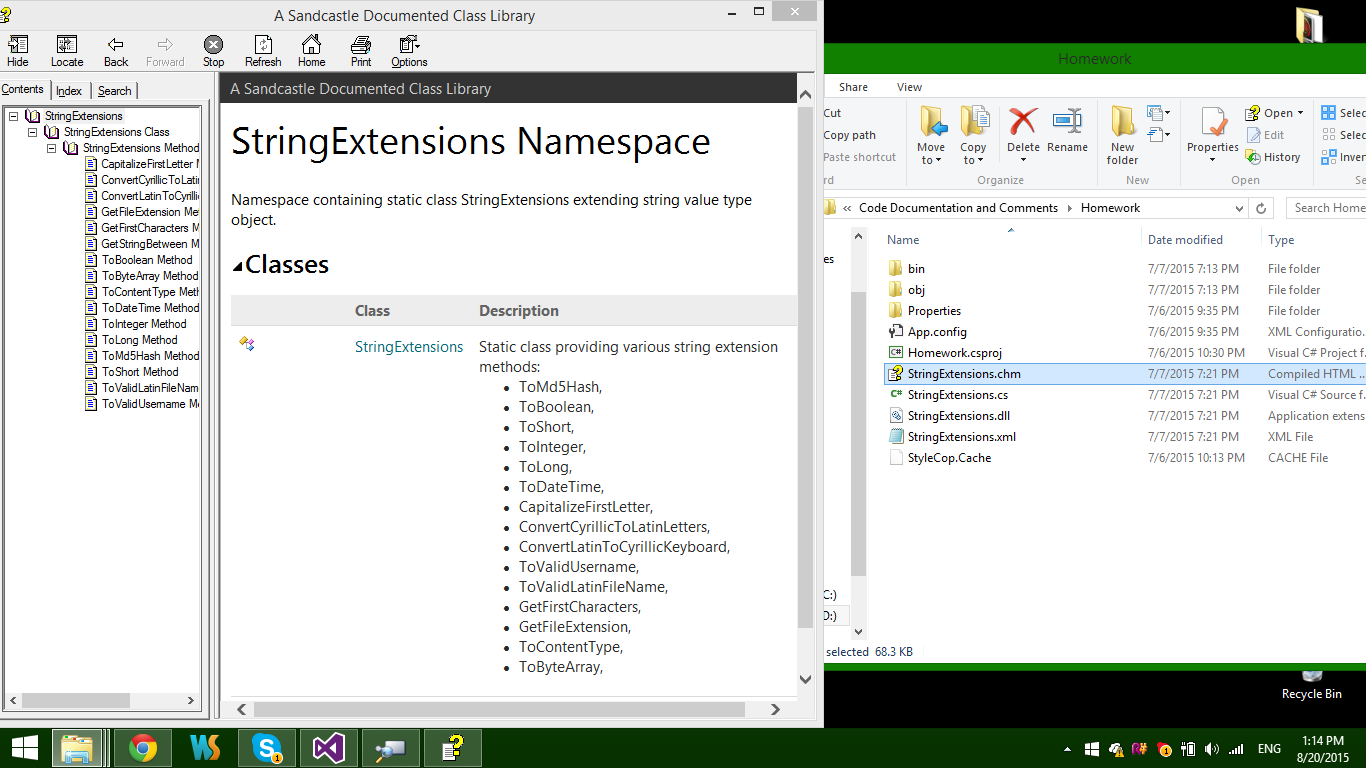 A Sandcastle Documented Class Library
Hide
Locate
Back
Forward
Stop
Refresh
Home
Print
Options
Contents
Index
Search
StringExtensions
StringExtensions Class
StringExtensions Method
CapitalizeFirstLetter M
ConvertCyrillicToLatin
ConvertLatinToCyrilli
GetFileExtension Me
GetFirstCharacters M
GetStringBetween M
ToBoolean Method
ToByteArray Method
ToContentType Meth
ToDateTime Method
ToInteger Method
ToLong Method
ToMd5Hash Method
ToShort Method
ToValidLatinFileName
ToValidUsername Me
A Sandcastle Documented Class Library
StringExtensions Namespace
Namespace containing static class StringExtensions extending string value type
object.
Classes
Class Description
StringExtensions Static class providing various string extension
methods:
• ToMd5Hash,
• ToBoolean,
• ToShort,
• ToInteger,
• ToLong,
• ToDateTime,
• CapitalizeFirstLetter,
• ConvertCyrillicToLatinLetters,
• ConvertLatinToCyrillicKeyboard,
• ToValidUsername,
• ToValidLatinFileName,
• GetFirstCharacters,
• GetFileExtension,
• ToContentType,
• ToByteArray,
Homework
Share View
Cut
Copy path
Paste shortcut
rd
Move
to
Copy
to
Delete
Rename
Organize
New
folder
New
Properties
Open
Edit
History
Open
Selec
Selec
Inver
Se
« Code Documentation and Comments Homework
Search Home
es
C:)
D:)
Name Date modified Type
bin 7/7/2015 7:13 PM File folder
obj 7/7/2015 7:13 PM File folder
Properties 7/6/2015 9:35 PM File folder
App.config 7/6/2015 9:35 PM XML Configuratio...
Homework.csproj 7/6/2015 10:30 PM Visual C# Project f...
StringExtensions.chm 7/7/2015 7:21 PM Compiled HTML ...
StringExtensions.cs 7/7/2015 7:21 PM Visual C# Source f...
StringExtensions.dll 7/7/2015 7:21 PM Application extens
StringExtensions.xml 7/7/2015 7:21 PM XML File
StyleCop.Cache 7/6/2015 10:13 PM CACHE File
selected 68.3 KB
Recycle Bin
ENG
1:14 PM
8/20/2015